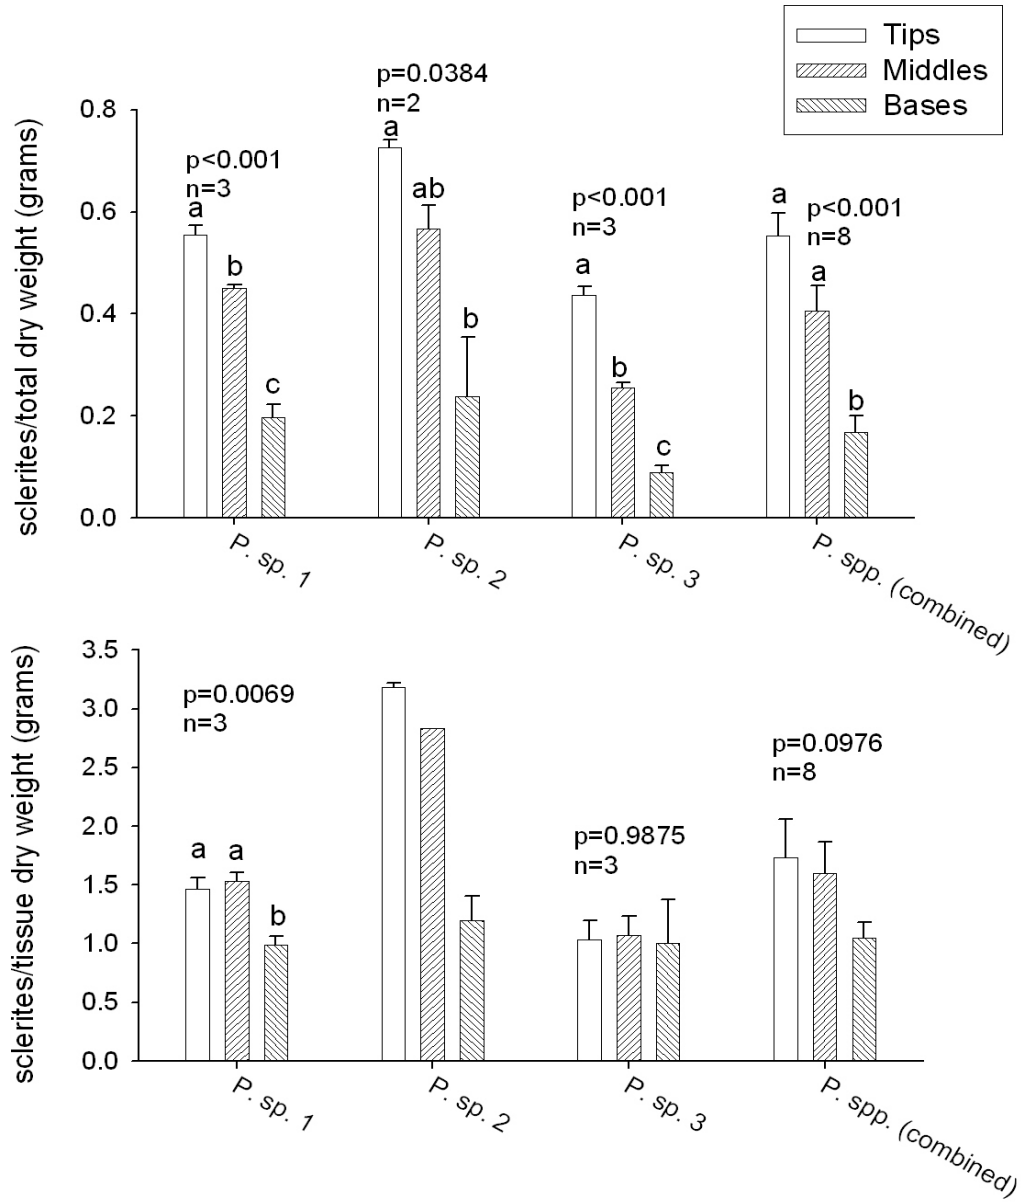 Tips
Middles
Bases
sclerites/total dry weight (grams)
0.8
0.6
0.4
0.2
0.0
p<0.001
n=3
a
b
c
p=0.0384
n=2
a
ab
b
p<0.001
n=3
a
b
c
a
p<0.001
n=8
a
b
P. sp. 1
P. sp. 2
P. sp. 3
P. spp. (combined)
sclerites/tissue dry weight (grams)
3.5
3.0
2.5
2.0
1.5
1.0
0.5
0.0
p=0.0069
n=3
a
a
b
p=0.9875
n=3
p=0.0976
n=8
P. sp. 1
P. sp. 2
P. sp. 3
P. spp. (combined)